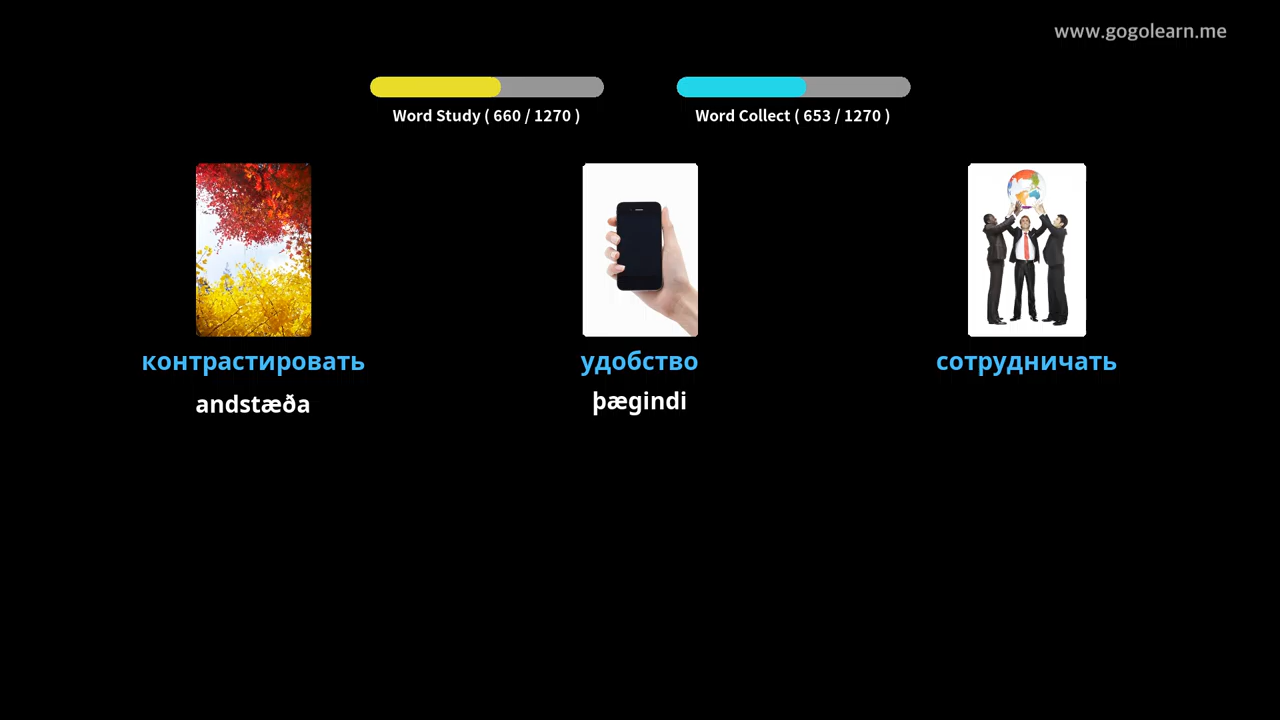 www.gogolearn.me
Word Study ( 660 / 1270 )
Word Collect ( 653 / 1270 )
контрастировать
удобство
сотрудничать
andstæða
þægindi